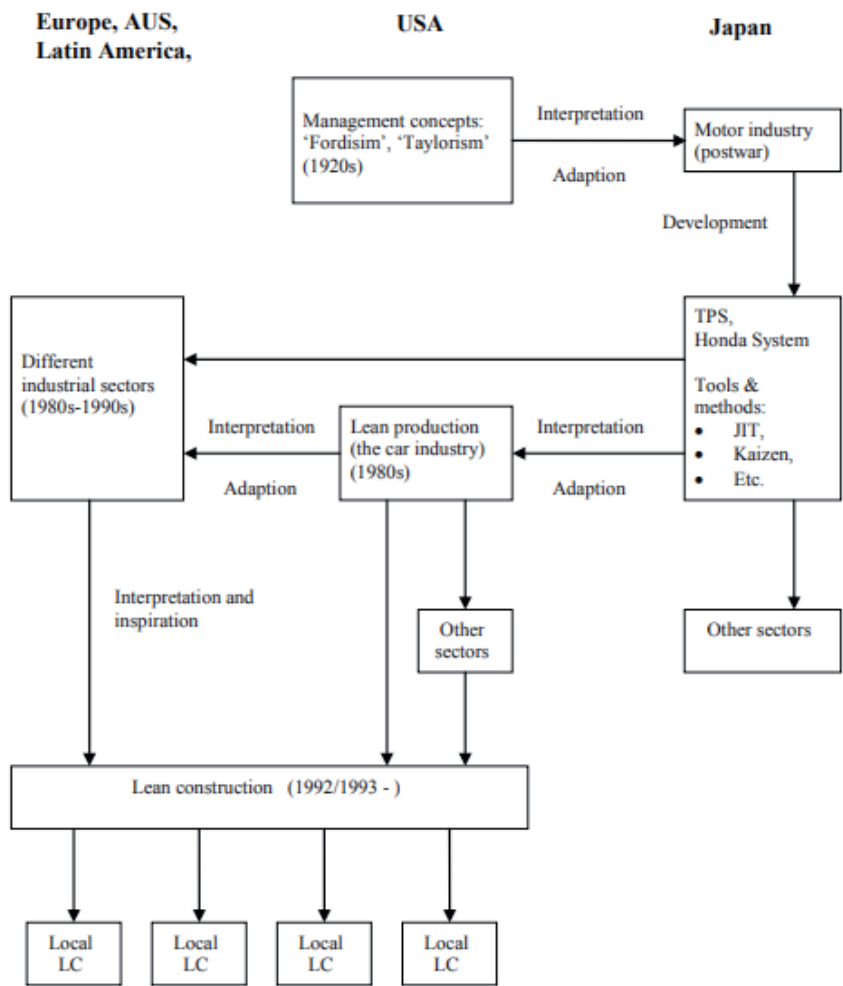 Europe, AUS,
Latin America,
USA
Japan
Management concepts:
‘Fordisim’, ‘Taylorism’
(1920s)
Interpretation
Adaption
Motor industry
(postwar)
Development
TPS,
Honda System
Tools &
methods:
• JIT,
• Kaizen,
• Etc.
Different
industrial sectors
(1980s-1990s)
Interpretation
Adaption
Lean production
(the car industry)
(1980s)
Interpretation
Adaption
Interpretation and
inspiration
Other
sectors
Other sectors
Lean construction (1992/1993 - )
Local
LC
Local
LC
Local
LC
Local
LC